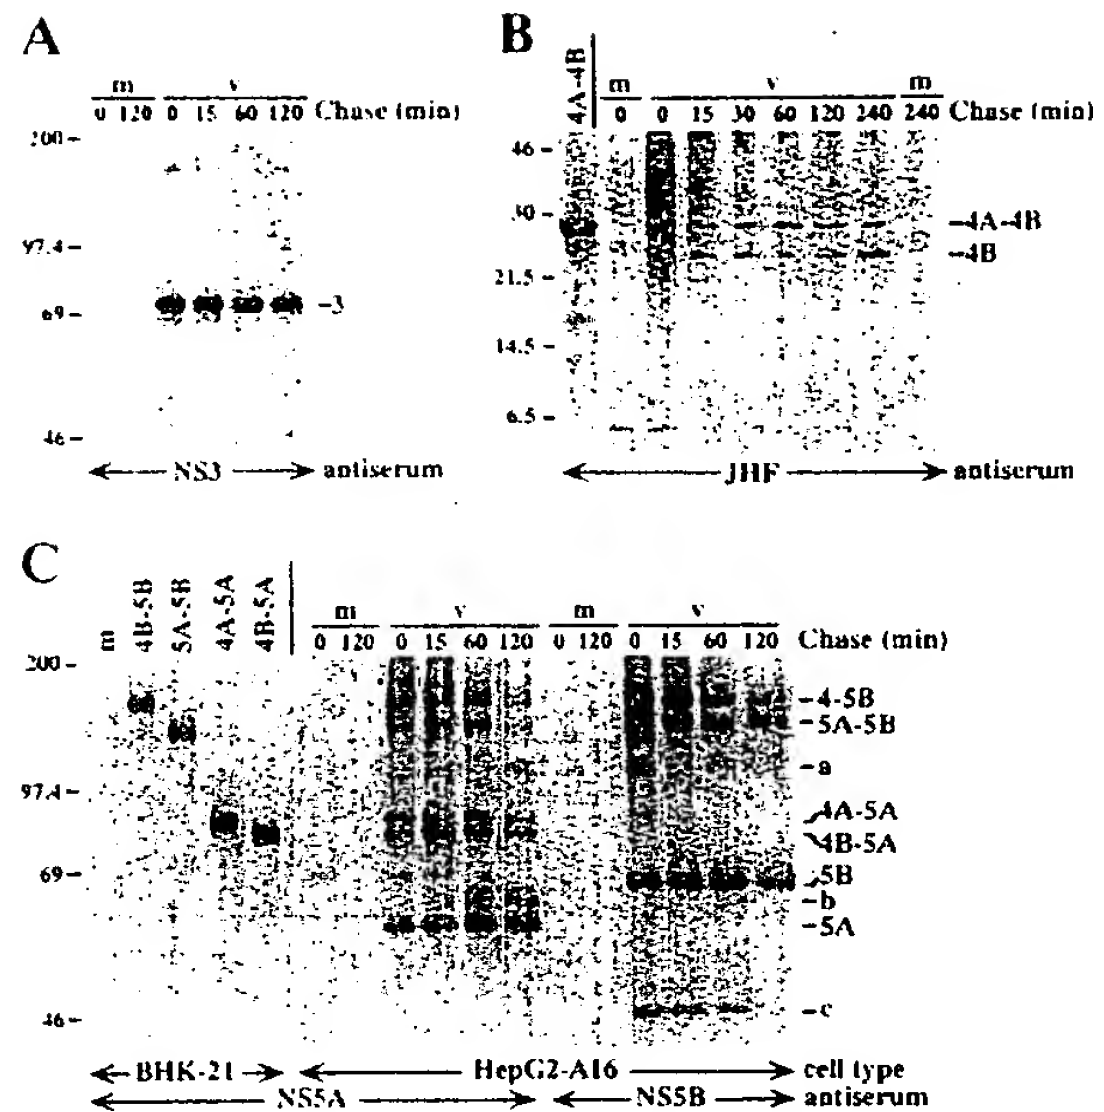 A
m v
0 120 0 15 60 120 Chase (min)
200 -
97.4 -
69 -
-3
46 -
NS3 antiserum
B
4A-4B
m v m
0 0 15 30 60 120 240 240 Chase (min)
46 -
30 -
-4A-4B
-4B
21.5 -
14.5 -
6.5 -
JHF antiserum
C
m 4B-5B 5A-5B 4A-5A 4B-5A
m v m v
0 120 0 15 60 120 0 120 0 15 60 120 Chase (min)
200 -
-4-5B
-5A-5B
-a
97.4 -
4A-5A
4B-5A
69 -
5B
-b
-5A
46 -
-c
BHK-21 HepG2-A16 cell type
NS5A NS5B antiserum